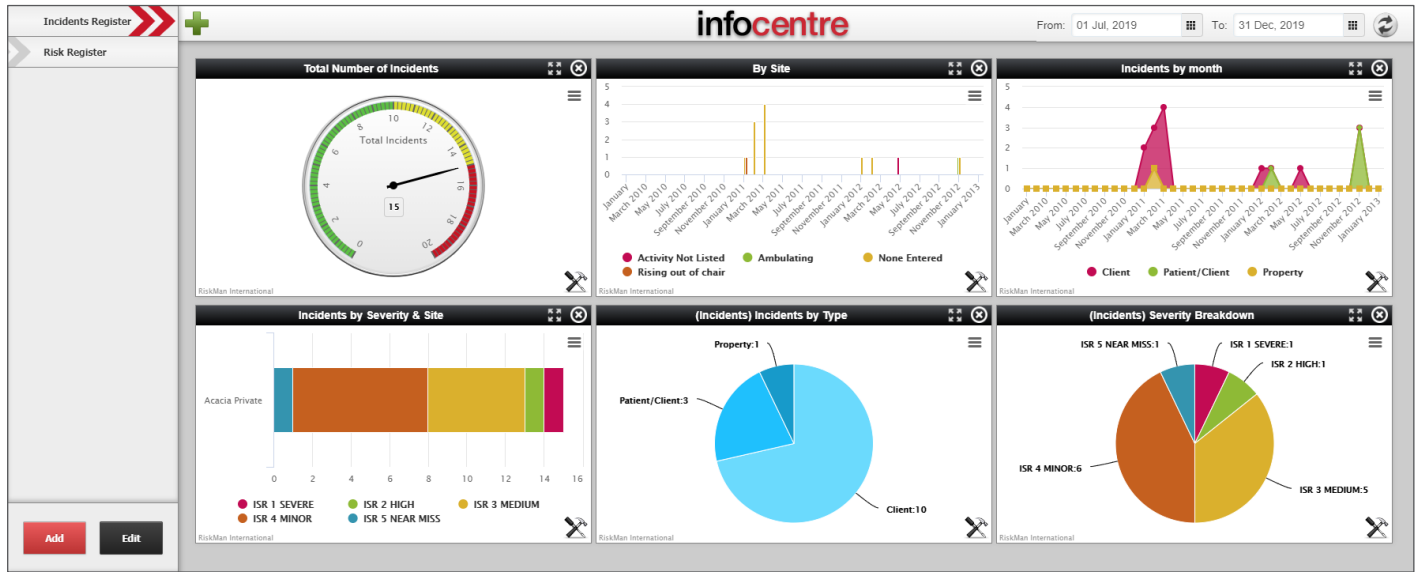 Incidents Register
Risk Register
Add
Edit
infocentre
From: 01 Jul, 2019 To: 31 Dec, 2019
Total Number of Incidents
0
2
4
6
8
10
12
14
16
18
20
Total Incidents
15
RiskMan International
By Site
5
4
3
2
1
0
January
March 2010
May 2010
July 2010
September 2010
November 2010
January 2011
March 2011
May 2011
July 2011
September 2011
November 2011
January 2012
March 2012
May 2012
July 2012
September 2012
November 2012
January 2013
Activity Not Listed Ambulating None Entered
Rising out of chair
RiskMan International
Incidents by month
5
4
3
2
1
0
January
March 2010
May 2010
July 2010
September 2010
November 2010
January 2011
March 2011
May 2011
July 2011
September 2011
November 2011
January 2012
March 2012
May 2012
July 2012
September 2012
November 2012
January 2013
Client Patient/Client Property
RiskMan International
Incidents by Severity & Site
Acacia Private
0 2 4 6 8 10 12 14 16
ISR 1 SEVERE ISR 2 HIGH ISR 3 MEDIUM
ISR 4 MINOR ISR 5 NEAR MISS
RiskMan International
(Incidents) Incidents by Type
Property:1
Patient/Client:3
Client:10
RiskMan International
(Incidents) Severity Breakdown
ISR 5 NEAR MISS:1 ISR 1 SEVERE:1
ISR 2 HIGH:1
ISR 4 MINOR:6
ISR 3 MEDIUM:5
RiskMan International